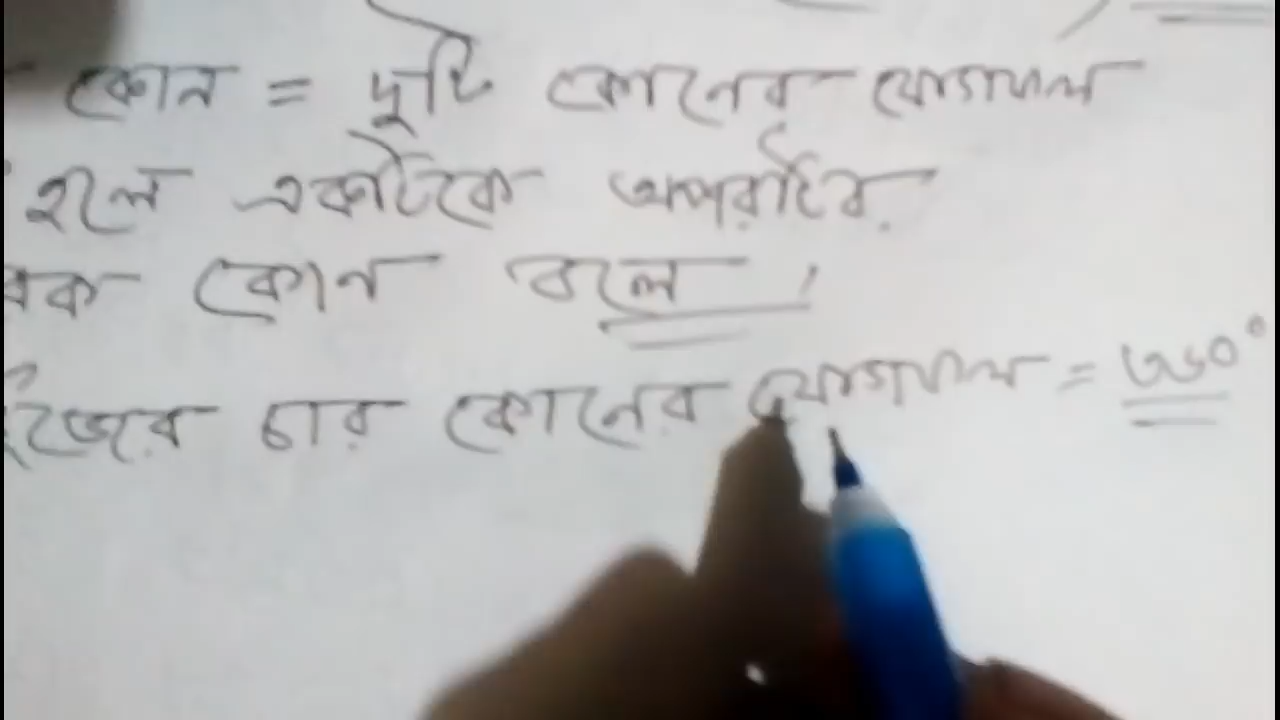 কোন = দুটি কোনের যোগফল
হলে একটিকে অপরটির
কোন বলে ।
চার কোনের যোগফল = ৩৬০°